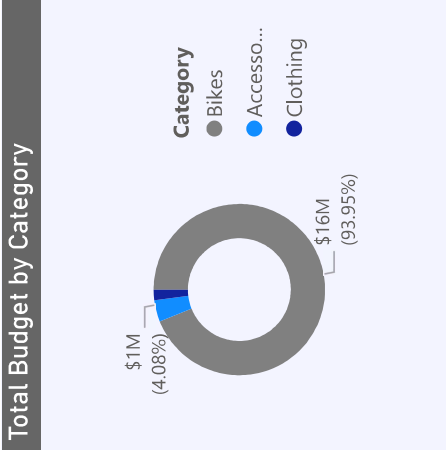 Total Budget by Category
$1M
(4.08%)
$16M
(93.95%)
Category
Bikes
Accesso...
Clothing